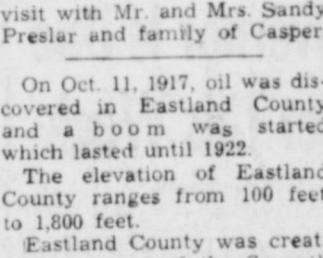 visit with Mr. and Mrs. Sandy
Preslar and family of Casper
On Oct. 11, 1917, oil was dis-
covered in Eastland County
and a boom was started
which lasted until 1922.
The elevation of Eastland
County ranges from 100 feet
to 1,800 feet.
Eastland County was creat